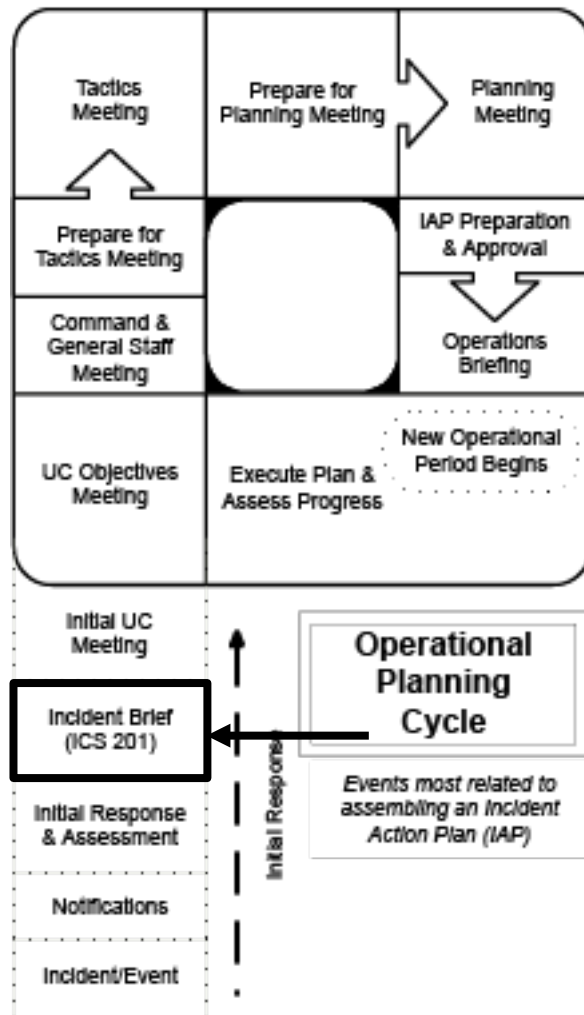 Tactics
Meeting
Prepare for
Planning Meeting
Planning
Meeting
Prepare for
Tactics Meeting
IAP Preparation
& Approval
Command &
General Staff
Meeting
Operations
Briefing
UC Objectives
Meeting
Execute Plan &
Assess Progress
New Operational
Period Begins
Initial UC
Meeting
Incident Brief
(ICS 201)
Initial Response
& Assessment
Notifications
Incident/Event
Initial Response
Operational
Planning
Cycle
Events most related to
assembling an Incident
Action Plan (IAP)